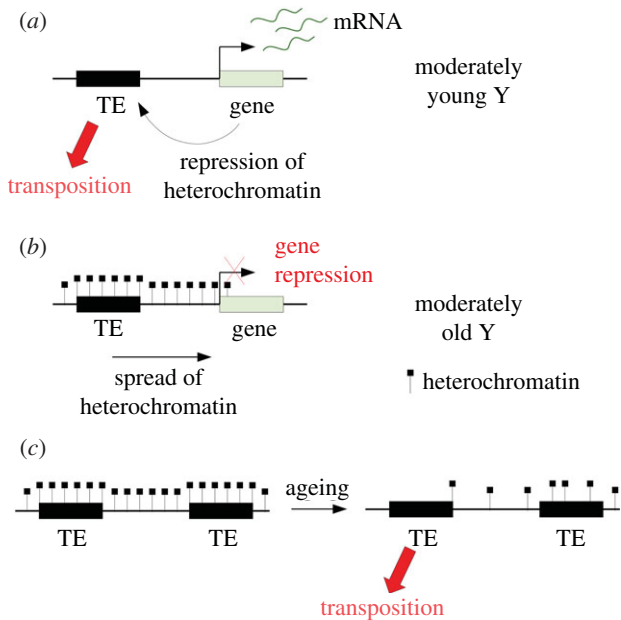 (a)
mRNA
moderately
young Y
TE
gene
repression of
heterochromatin
transposition
(b)
gene
repression
TE
gene
moderately
old Y
spread of
heterochromatin
heterochromatin
(c)
ageing
TE
TE
TE
TE
transposition